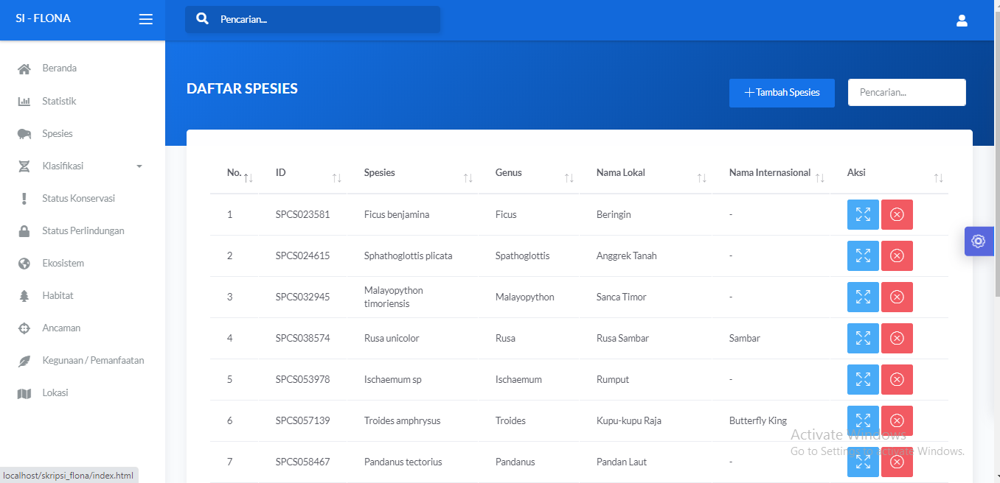 SI - FLONA
Pencarian...
Beranda
Statistik
Spesies
Klasifikasi
Status Konservasi
Status Perlindungan
Ekosistem
Habitat
Ancaman
Kegunaan / Pemanfaatan
Lokasi
DAFTAR SPESIES
Tambah Spesies
Pencarian...
No. ID Spesies Genus Nama Lokal Nama Internasional Aksi
1 SPCS023581 Ficus benjamina Ficus Beringin -
2 SPCS024615 Sphathoglottis plicata Spathoglottis Anggrek Tanah -
3 SPCS032945 Malayopython Malayopython Sanca Timor -
timoriensis
4 SPCS038574 Rusa unicolor Rusa Rusa Sambar Sambar
5 SPCS053978 Ischaemum sp Ischaemum Rumput -
6 SPCS057139 Troides amphrysus Troides Kupu-kupu Raja Butterfly King
7 SPCS058467 Pandanus tectorius Pandanus Pandan Laut -
Activate Windows
Go to Settings to activate Windows.
localhost/skripsi_flona/index.html